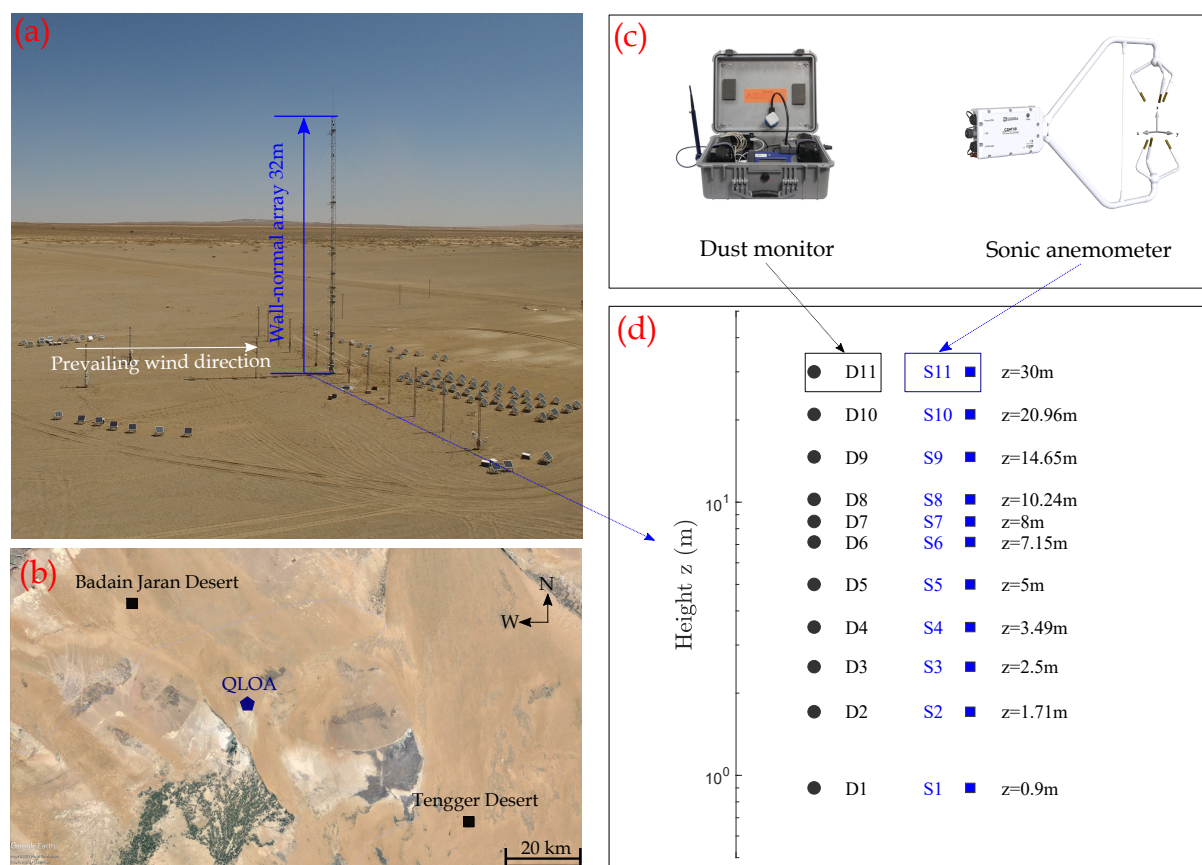 (a)
Wall-normal array 32m
Prevailing wind direction
(b)
Badain Jaran Desert
N
W
QLOA
Tengger Desert
20 km
Google Earth
(c)
Dust monitor
Sonic anemometer
x
y
(d)
Height z (m)
10¹
10⁰
D11 S11 z=30m
D10 S10 z=20.96m
D9 S9 z=14.65m
D8 S8 z=10.24m
D7 S7 z=8m
D6 S6 z=7.15m
D5 S5 z=5m
D4 S4 z=3.49m
D3 S3 z=2.5m
D2 S2 z=1.71m
D1 S1 z=0.9m